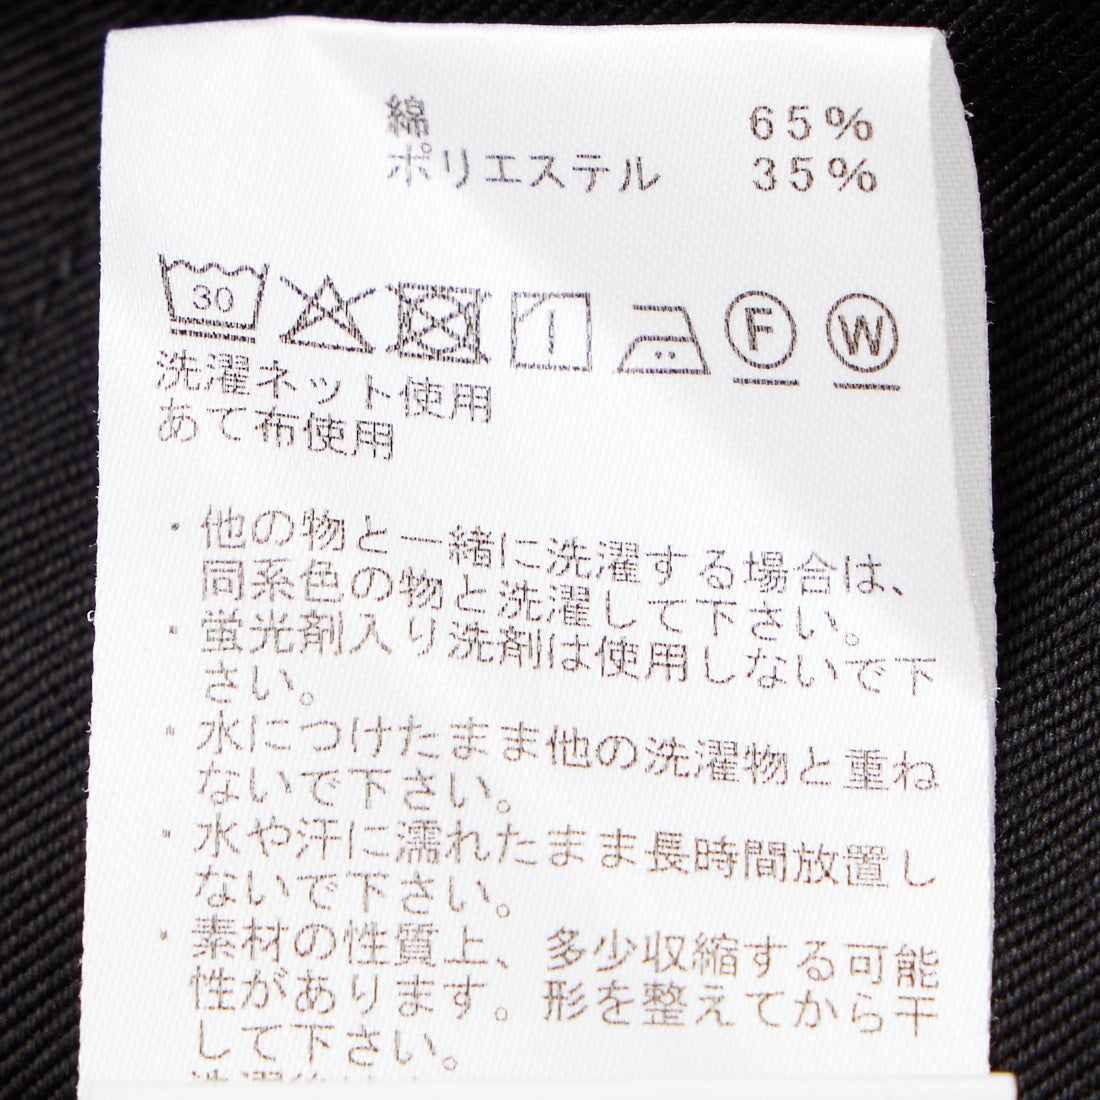 綿 65%
ポリエステル 35%
30 F W
洗濯ネット使用
あて布使用
・他の物と一緒に洗濯する場合は、
同系色の物と洗濯して下さい。
・蛍光剤入り洗剤は使用しないで下
さい。
・水につけたまま他の洗濯物と重ね
ないで下さい。
・水や汗に濡れたまま長時間放置し
ないで下さい。
・素材の性質上、多少収縮する可能
性があります。形を整えてから干
して下さい。